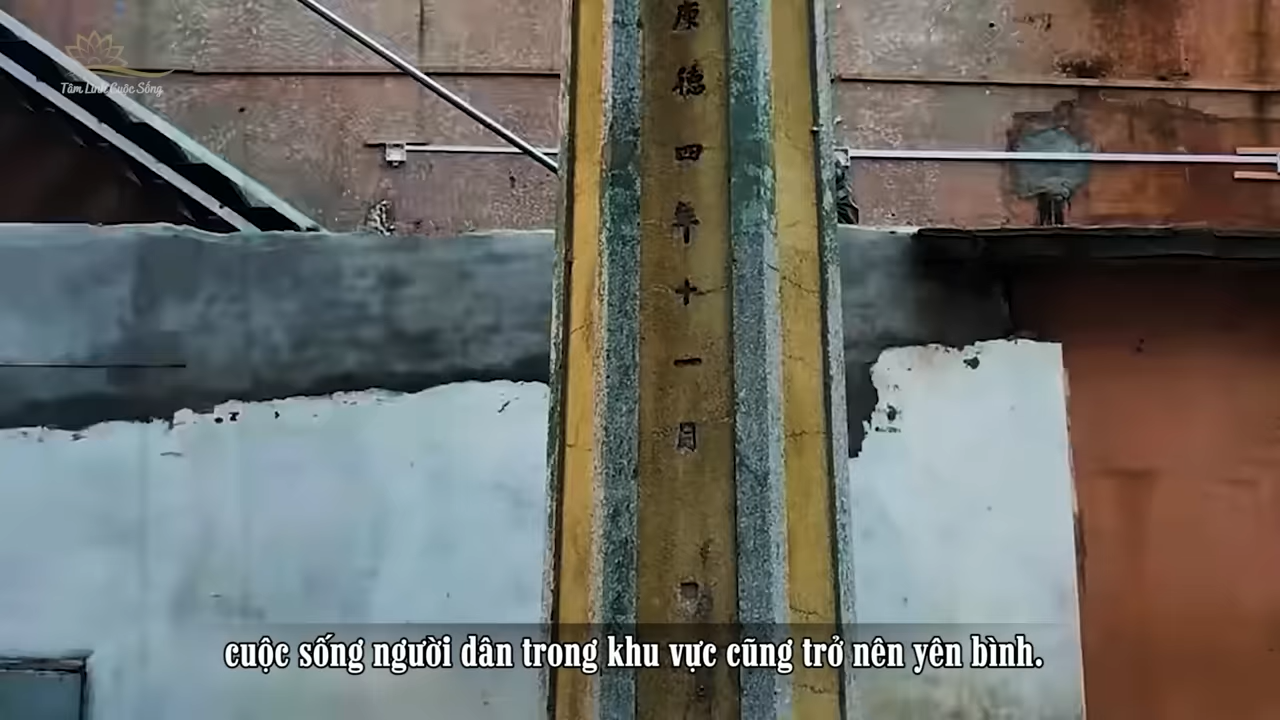 Tâm Linh Cuộc Sống
康德四年十一月
cuộc sống người dân trong khu vực cũng trở nên yên bình.